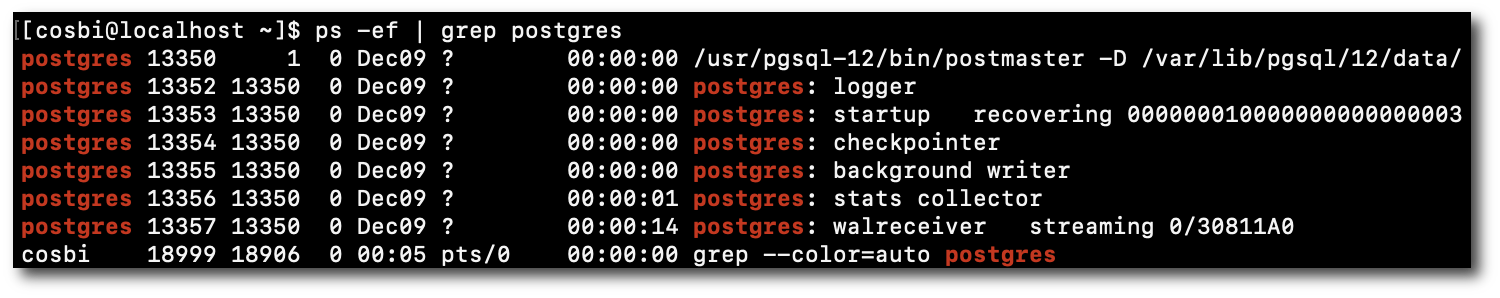 [[cosbi@localhost ~]$ ps -ef | grep postgres
postgres 13350     1  0 Dec09 ?        00:00:00 /usr/pgsql-12/bin/postmaster -D /var/lib/pgsql/12/data/
postgres 13352 13350  0 Dec09 ?        00:00:00 postgres: logger
postgres 13353 13350  0 Dec09 ?        00:00:00 postgres: startup   recovering 000000010000000000000003
postgres 13354 13350  0 Dec09 ?        00:00:00 postgres: checkpointer
postgres 13355 13350  0 Dec09 ?        00:00:00 postgres: background writer
postgres 13356 13350  0 Dec09 ?        00:00:01 postgres: stats collector
postgres 13357 13350  0 Dec09 ?        00:00:14 postgres: walreceiver   streaming 0/30811A0
cosbi    18999 18906  0 00:05 pts/0    00:00:00 grep --color=auto postgres